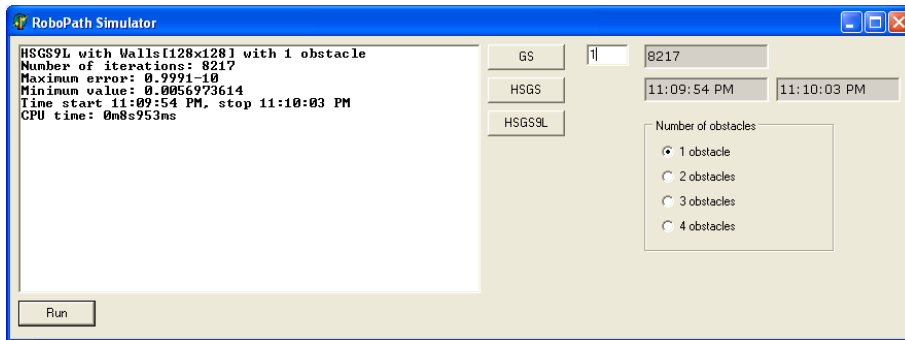 RoboPath Simulator
HSGS9L with Walls[128x128] with 1 obstacle
Number of iterations: 8217
Maximum error: 0.9991-10
Minimum value: 0.0056973614
Time start 11:09:54 PM, stop 11:10:03 PM
CPU time: 0m8s953ms
GS
1
8217
HSGS
11:09:54 PM
11:10:03 PM
HSGS9L
Number of obstacles
1 obstacle
2 obstacles
3 obstacles
4 obstacles
Run